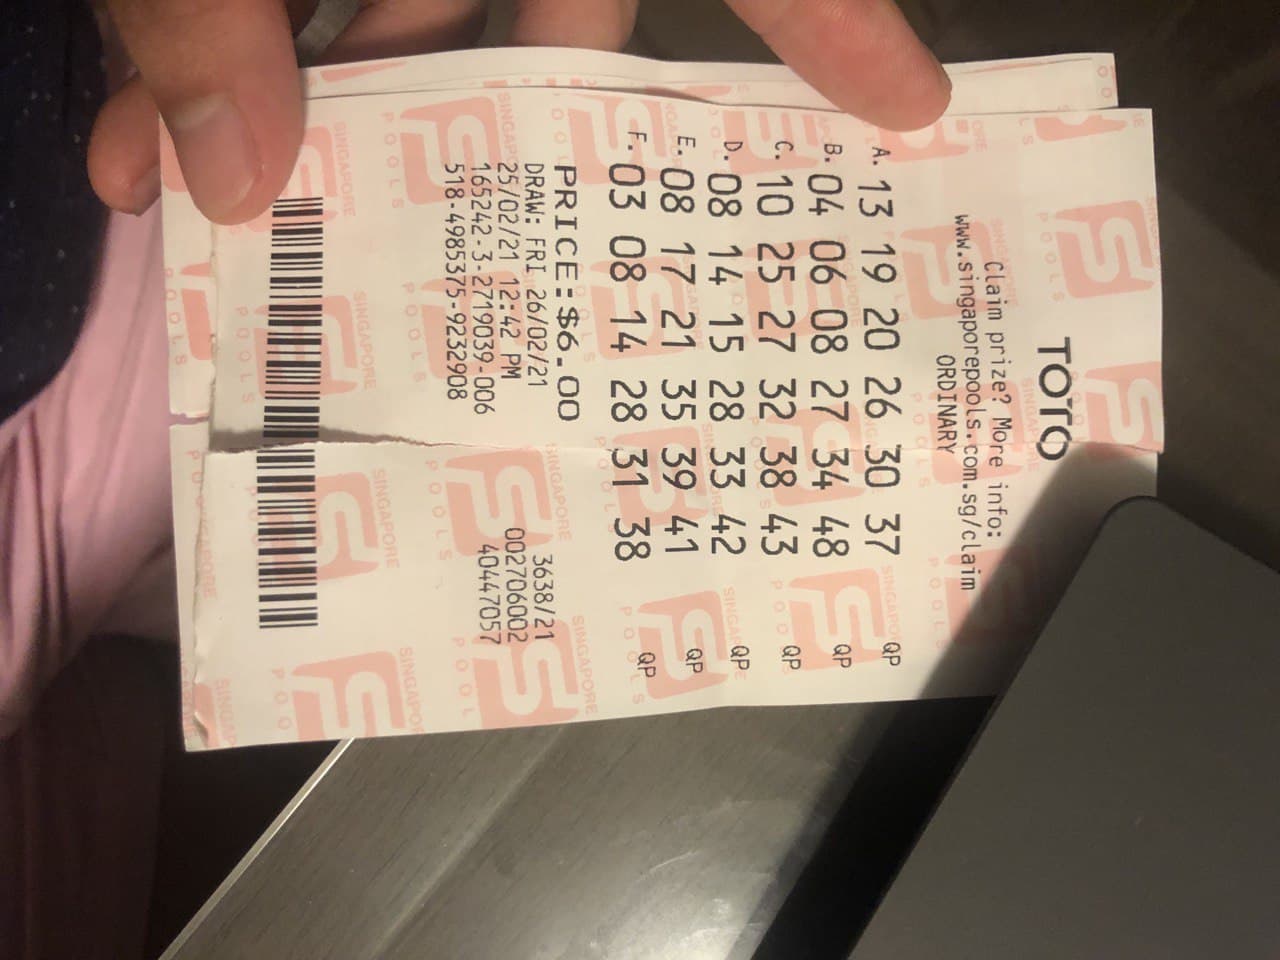 TOTO
Claim prize? More info:
www.singaporepools.com.sg/claim
ORDINARY
A. 13 19 20 26 30 37 QP
B. 04 06 08 27 34 48 QP
C. 10 25 27 32 38 43 QP
D. 08 14 15 28 33 42 QP
E. 08 17 21 35 39 41 QP
F. 03 08 14 28 31 38 QP
PRICE:$6.00
DRAW: FRI 26/02/21 3638/21
25/02/21 12:42 PM 002706002
165242-3-2719039-006 40447057
518-4985375-9232908
SINGAPORE
POOLS